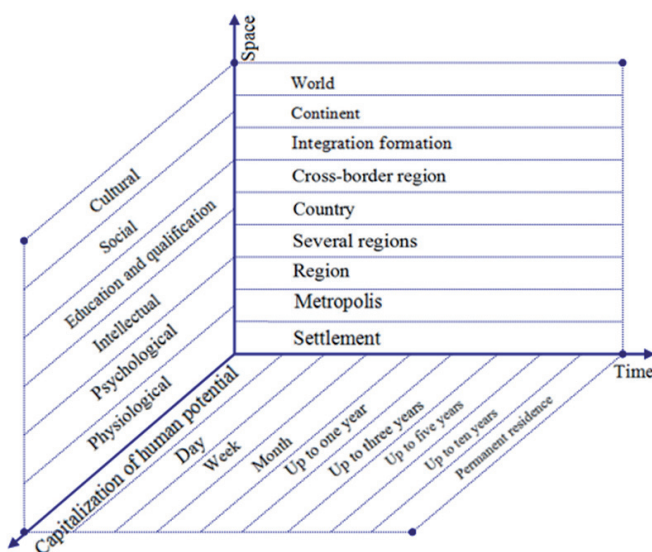 Space
World
Continent
Integration formation
Cross-border region
Country
Several regions
Region
Metropolis
Settlement
Cultural
Social
Education and qualification
Intellectual
Psychological
Physiological
Time
Capitalization of human potential
Day
Week
Month
Up to one year
Up to three years
Up to five years
Up to ten years
Permanent residence